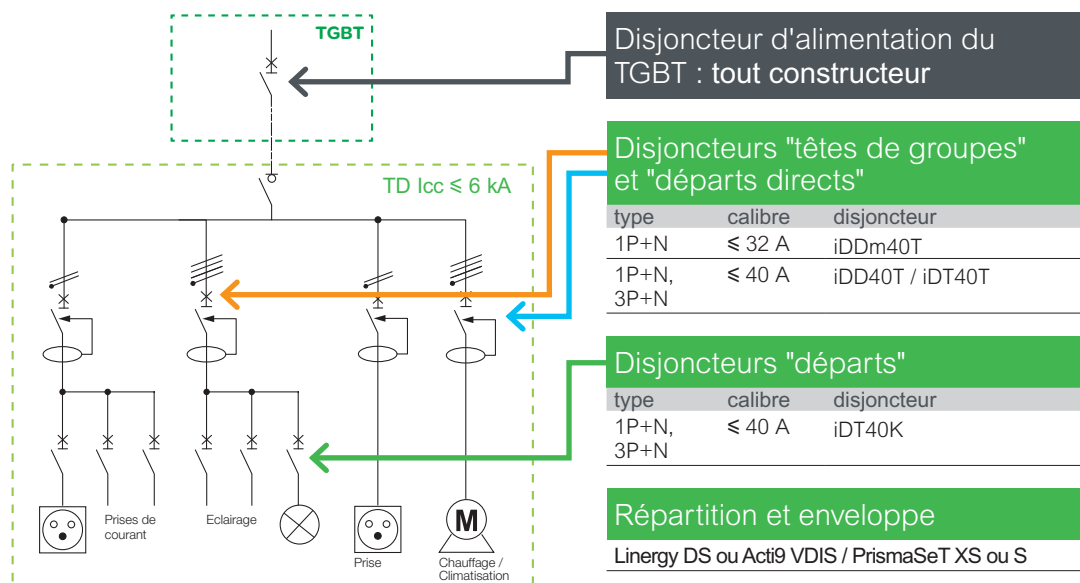 TGBT
Disjoncteur d'alimentation du
TGBT : tout constructeur
TD Icc ⩽ 6 kA
Disjoncteurs "têtes de groupes"
et "départs directs"
type calibre disjoncteur
1P+N ⩽ 32 A iDDm40T
1P+N, ⩽ 40 A iDD40T / iDT40T
3P+N
Disjoncteurs "départs"
type calibre disjoncteur
1P+N, ⩽ 40 A iDT40K
3P+N
Prises de
courant
Eclairage
Prise
M
Chauffage /
Climatisation
Répartition et enveloppe
Linergy DS ou Acti9 VDIS / PrismaSeT XS ou S